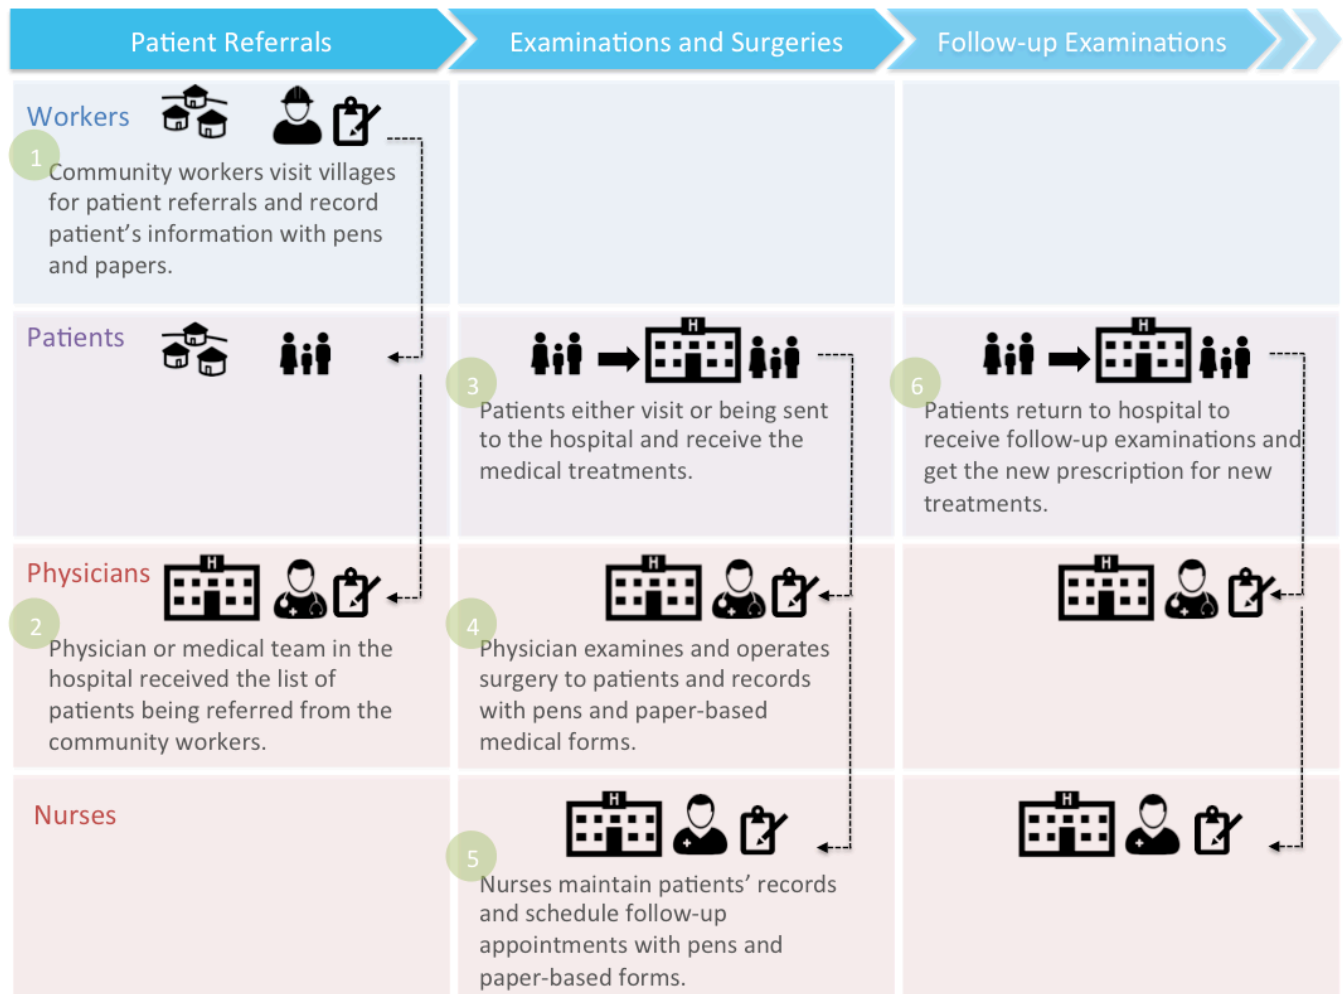 Patient Referrals
Examinations and Surgeries
Follow-up Examinations
Workers
1
Community workers visit villages
for patient referrals and record
patient's information with pens
and papers.
Patients
H
H
3
Patients either visit or being sent
to the hospital and receive the
medical treatments.
6
Patients return to hospital to
receive follow-up examinations and
get the new prescription for new
treatments.
Physicians
H
H
H
2
Physician or medical team in the
hospital received the list of
patients being referred from the
community workers.
4
Physician examines and operates
surgery to patients and records
with pens and paper-based
medical forms.
Nurses
H
H
5
Nurses maintain patients' records
and schedule follow-up
appointments with pens and
paper-based forms.